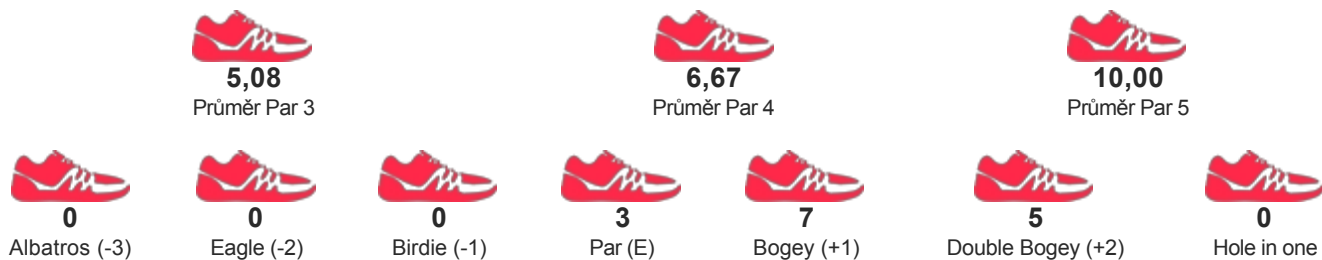 5,08 6,67 10,00
Průměr Par 3 Průměr Par 4 Průměr Par 5
0 0 0 3 7 5 0
Albatros (-3) Eagle (-2) Birdie (-1) Par (E) Bogey (+1) Double Bogey (+2) Hole in one